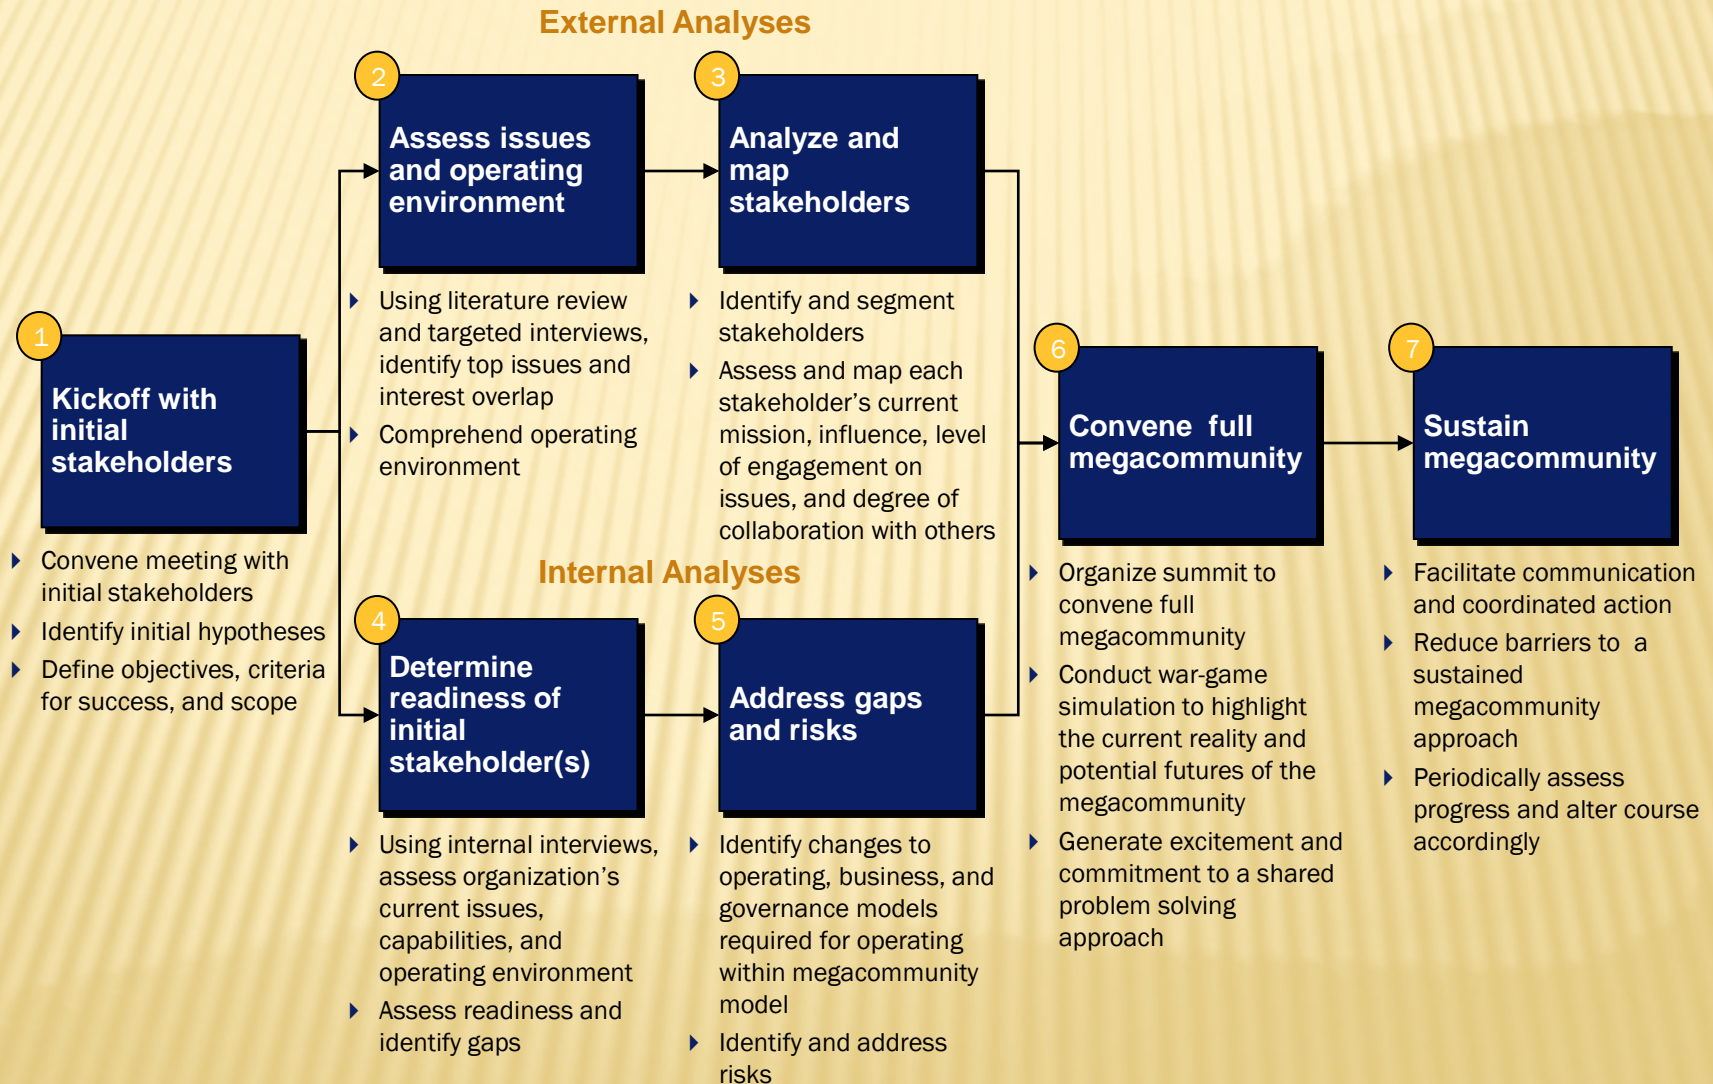 External Analyses
1
Kickoff with
initial
stakeholders
Convene meeting with
initial stakeholders
Identify initial hypotheses
Define objectives, criteria
for success, and scope
2
Assess issues
and operating
environment
Using literature review
and targeted interviews,
identify top issues and
interest overlap
Comprehend operating
environment
3
Analyze and
map
stakeholders
Identify and segment
stakeholders
Assess and map each
stakeholder’s current
mission, influence, level
of engagement on
issues, and degree of
collaboration with others
Internal Analyses
4
Determine
readiness of
initial
stakeholder(s)
Using internal interviews,
assess organization’s
current issues,
capabilities, and
operating environment
Assess readiness and
identify gaps
5
Address gaps
and risks
Identify changes to
operating, business, and
governance models
required for operating
within megacommunity
model
Identify and address
risks
6
Convene full
megacommunity
Organize summit to
convene full
megacommunity
Conduct war-game
simulation to highlight
the current reality and
potential futures of the
megacommunity
Generate excitement and
commitment to a shared
problem solving
approach
7
Sustain
megacommunity
Facilitate communication
and coordinated action
Reduce barriers to a
sustained
megacommunity
approach
Periodically assess
progress and alter course
accordingly